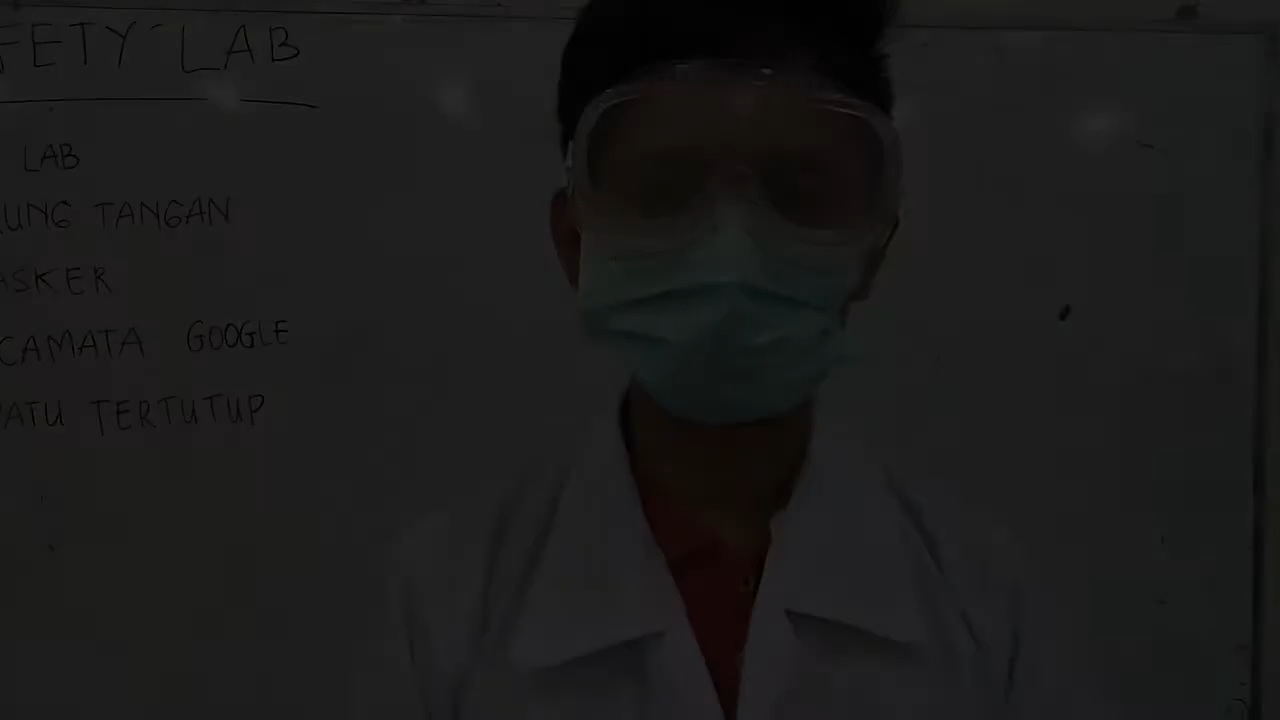 FETY LAB
LAB
UNG TANGAN
ASKER
CAMATA GOOGLE
ATU TERTUTUP